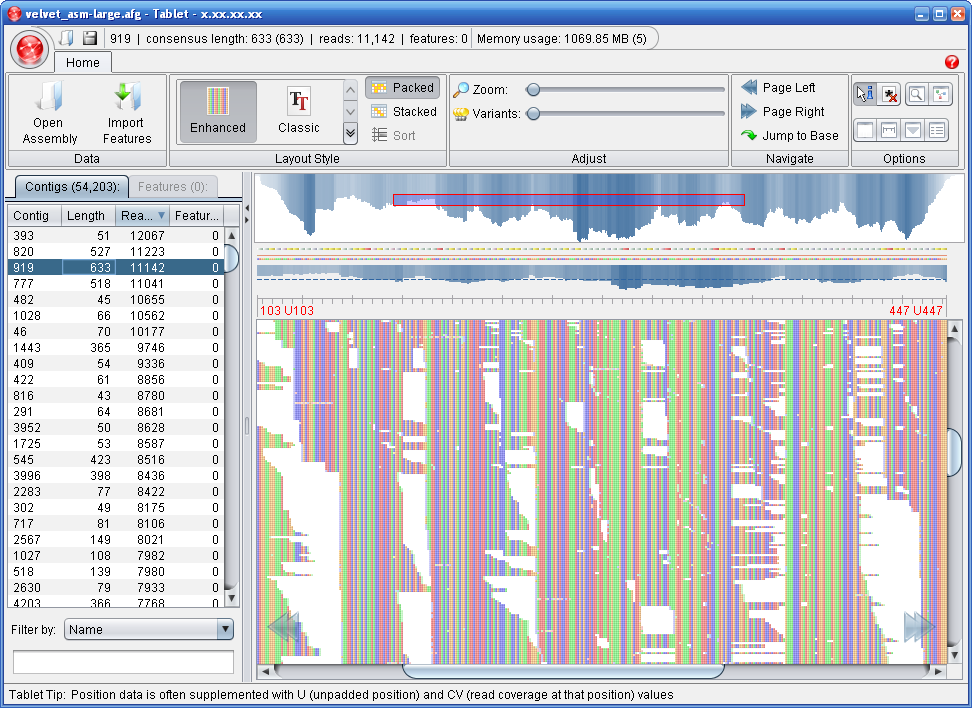 velvet_asm-large.afg - Tablet - x.xx.xx.xx
919 | consensus length: 633 (633) | reads: 11,142 | features: 0 | Memory usage: 1069.85 MB (5)
Home
Open Assembly
Import Features
Data
Enhanced
Classic
Packed
Stacked
Sort
Layout Style
Zoom:
Variants:
Adjust
Page Left
Page Right
Jump to Base
Navigate
Options
Contigs (54,203):
Features (0):
Contig Length Rea... Featur...
393 51 12067 0
820 527 11223 0
919 633 11142 0
777 518 11041 0
482 45 10655 0
1028 66 10562 0
46 70 10177 0
1443 365 9746 0
409 54 9336 0
422 61 8856 0
816 43 8780 0
291 64 8681 0
3952 50 8628 0
1725 53 8587 0
545 423 8516 0
3996 398 8436 0
2283 77 8422 0
302 49 8175 0
717 81 8106 0
2567 149 8021 0
1027 108 7982 0
518 139 7980 0
2630 79 7933 0
4203 366 7768 0
103 U103
447 U447
Filter by: Name
Tablet Tip: Position data is often supplemented with U (unpadded position) and CV (read coverage at that position) values